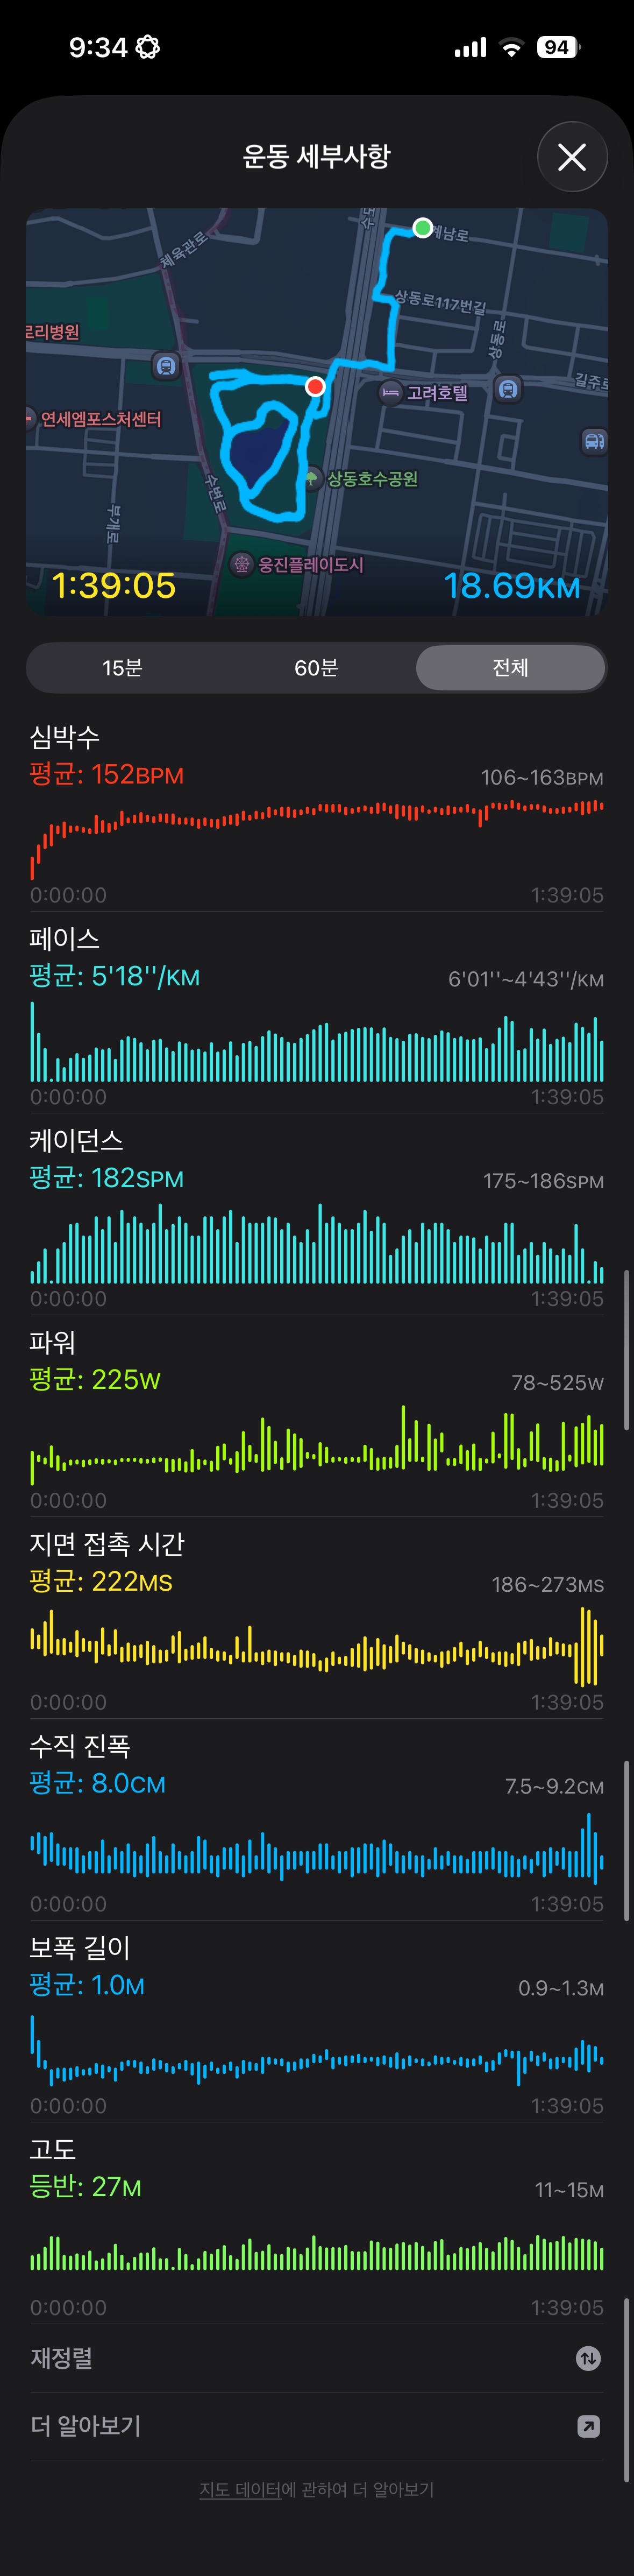 9:34
94
운동 세부사항
수도
계남로
체육관로
상동로117번길
상동로
로리병원
길주로
고려호텔
연세엠포스처센터
수변로
상동호수공원
부개로
웅진플레이도시
1:39:05
18.69KM
15분
60분
전체
심박수
평균: 152BPM
106~163BPM
0:00:00
1:39:05
페이스
평균: 5'18''/KM
6'01''~4'43''/KM
0:00:00
1:39:05
케이던스
평균: 182SPM
175~186SPM
0:00:00
1:39:05
파워
평균: 225W
78~525W
0:00:00
1:39:05
지면 접촉 시간
평균: 222MS
186~273MS
0:00:00
1:39:05
수직 진폭
평균: 8.0CM
7.5~9.2CM
0:00:00
1:39:05
보폭 길이
평균: 1.0M
0.9~1.3M
0:00:00
1:39:05
고도
등반: 27M
11~15M
0:00:00
1:39:05
재정렬
더 알아보기
지도 데이터에 관하여 더 알아보기